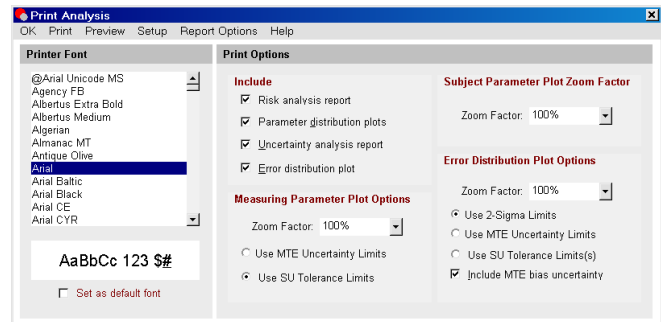 Print Analysis
OK Print Preview Setup Report Options Help
Printer Font
@Arial Unicode MS
Agency FB
Albertus Extra Bold
Albertus Medium
Algerian
Almanac MT
Antique Olive
Arial
Arial Baltic
Arial Black
Arial CE
Arial CYR
AaBbCc 123 $#
Set as default font
Print Options
Include
Risk analysis report
Parameter distribution plots
Uncertainty analysis report
Error distribution plot
Measuring Parameter Plot Options
Zoom Factor: 100%
Use MTE Uncertainty Limits
Use SU Tolerance Limits
Subject Parameter Plot Zoom Factor
Zoom Factor: 100%
Error Distribution Plot Options
Zoom Factor: 100%
Use 2-Sigma Limits
Use MTE Uncertainty Limits
Use SU Tolerance Limits(s)
Include MTE bias uncertainty